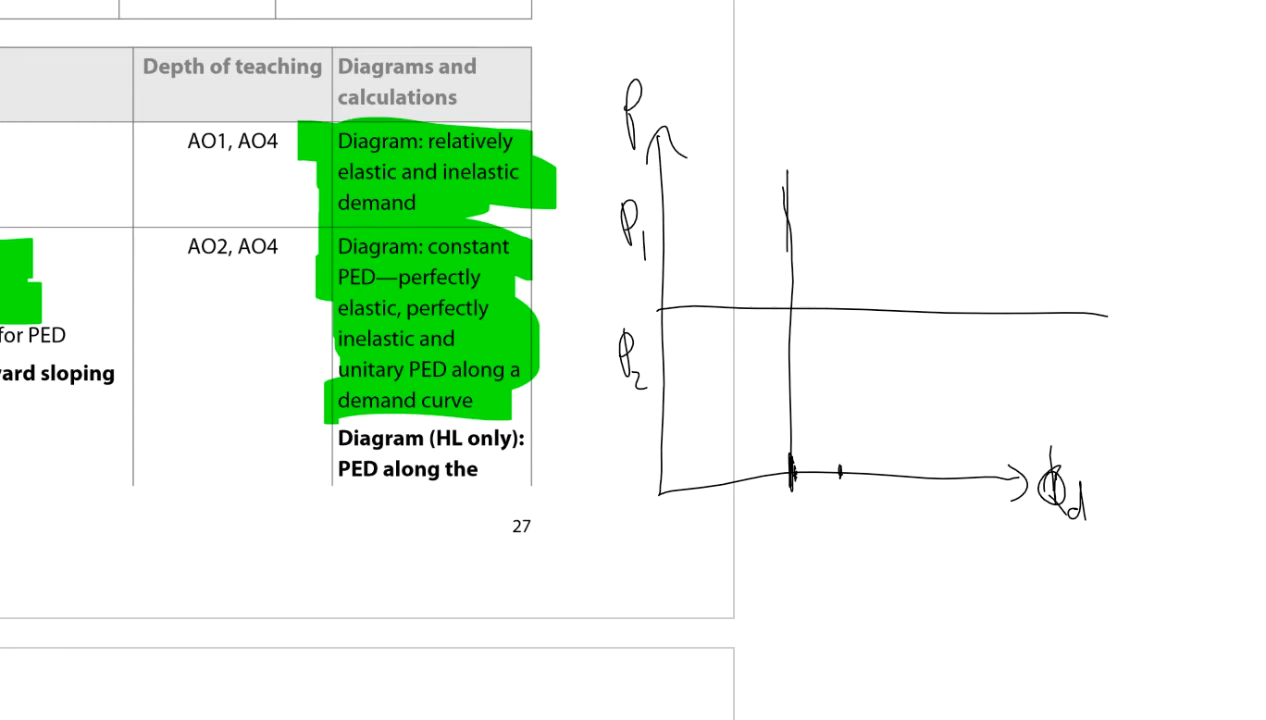 Depth of teaching
Diagrams and
calculations
AO1, AO4
Diagram: relatively
elastic and inelastic
demand
AO2, AO4
Diagram: constant
PED—perfectly
elastic, perfectly
inelastic and
unitary PED along a
demand curve
for PED
ard sloping
Diagram (HL only):
PED along the
27
P
P1
P2
Qd